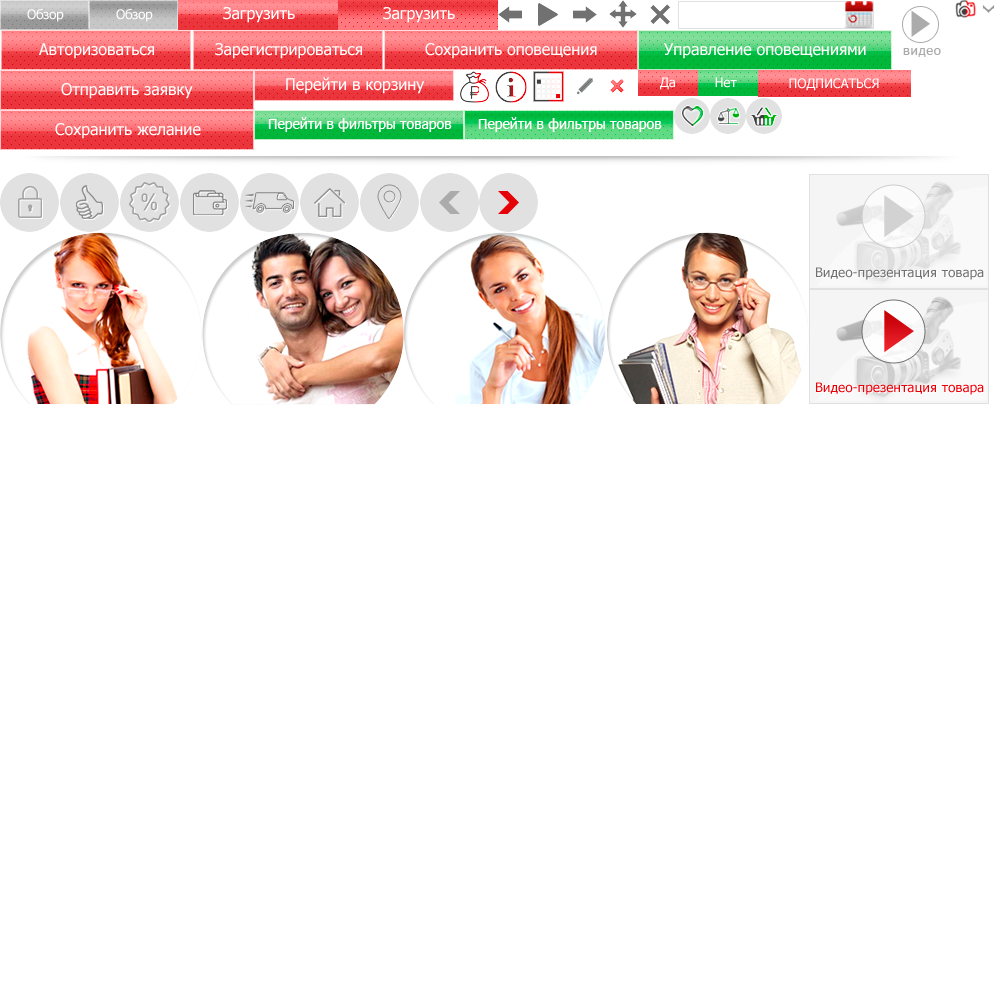 Обзор
Обзор
Загрузить
Загрузить
видео
Авторизоваться
Зарегистрироваться
Сохранить оповещения
Управление оповещениями
Отправить заявку
Перейти в корзину
Да
Нет
ПОДПИСАТЬСЯ
Сохранить желание
Перейти в фильтры товаров
Перейти в фильтры товаров
Видео-презентация товара
Видео-презентация товара